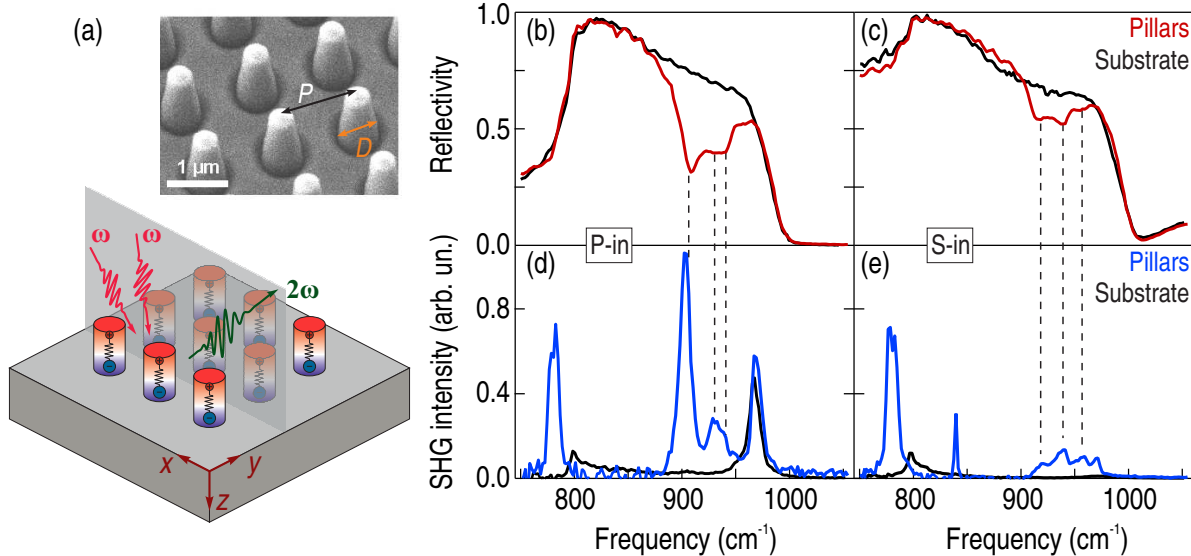 (a)
P
D
1 µm
ω
ω
2ω
x
y
z
Reflectivity
1.0
0.5
0.0
(b)
(c)
Pillars
Substrate
P-in
S-in
SHG intensity (arb. un.)
0.8
0.4
0.0
(d)
(e)
Pillars
Substrate
800
900
1000
800
900
1000
Frequency (cm⁻¹)
Frequency (cm⁻¹)